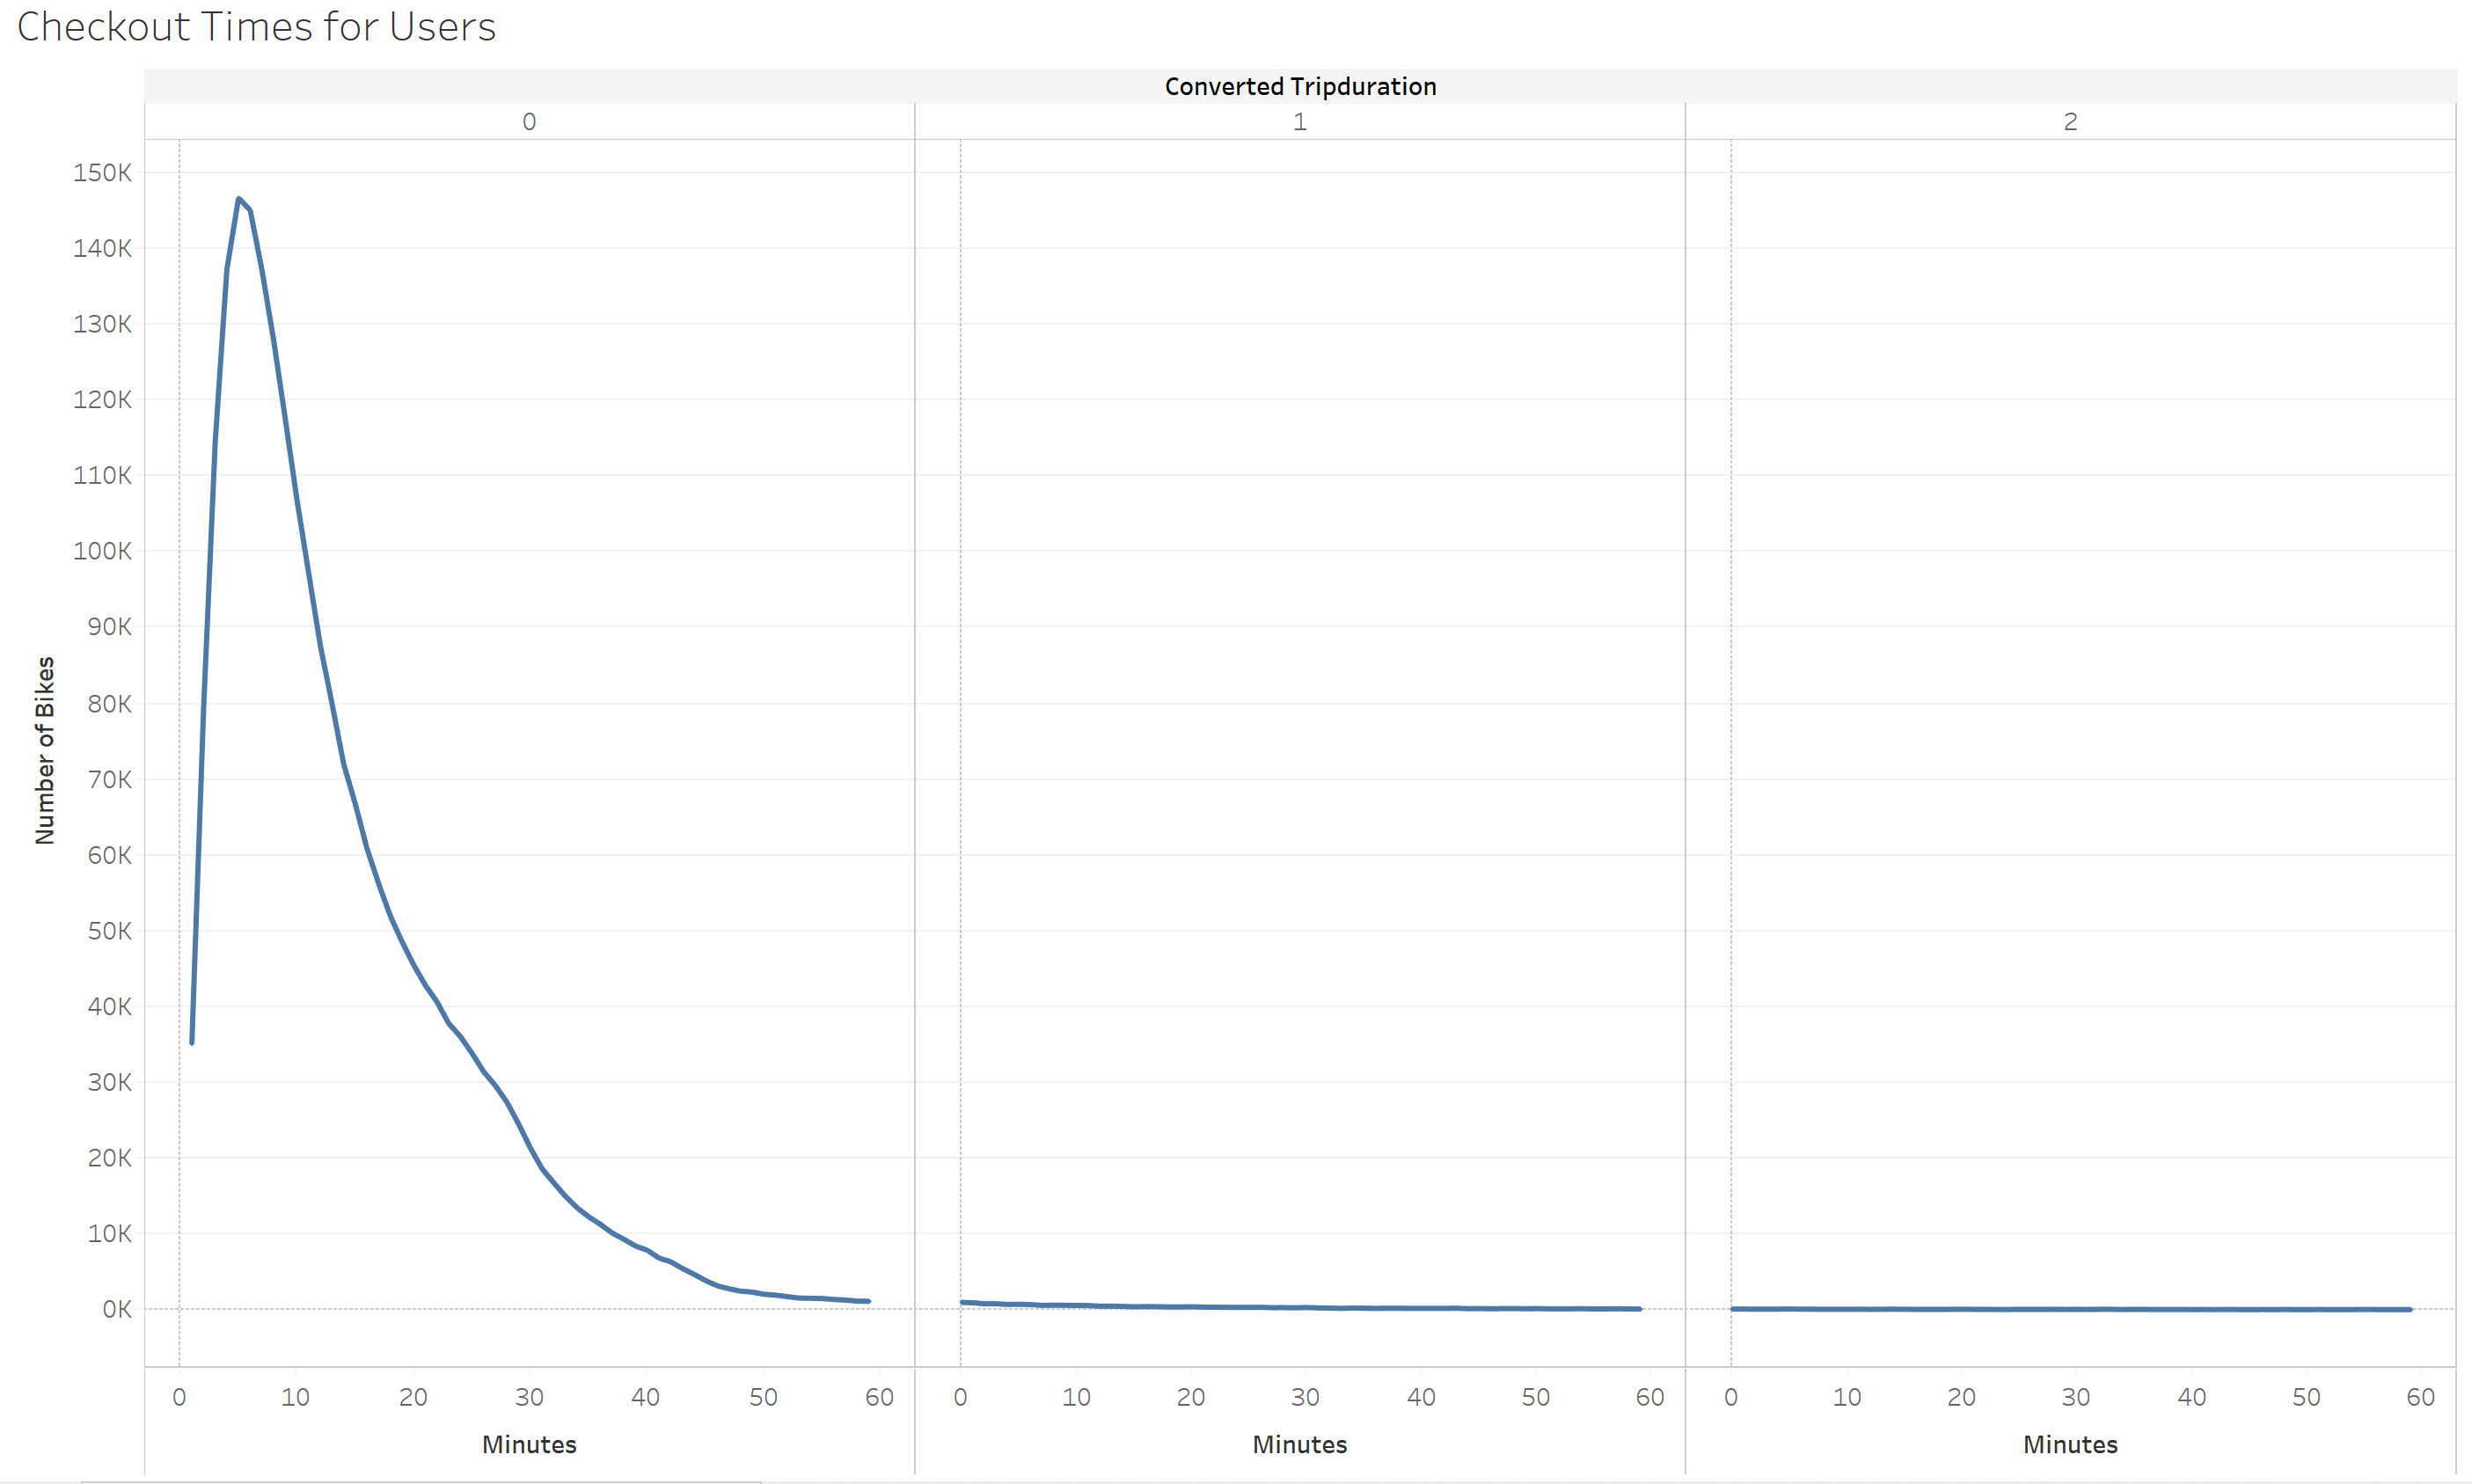 Checkout Times for Users
Converted Tripduration
0 1 2
150K
140K
130K
120K
110K
100K
90K
80K
70K
60K
50K
40K
30K
20K
10K
0K
Number of Bikes
0 10 20 30 40 50 60 0 10 20 30 40 50 60 0 10 20 30 40 50 60
Minutes Minutes Minutes